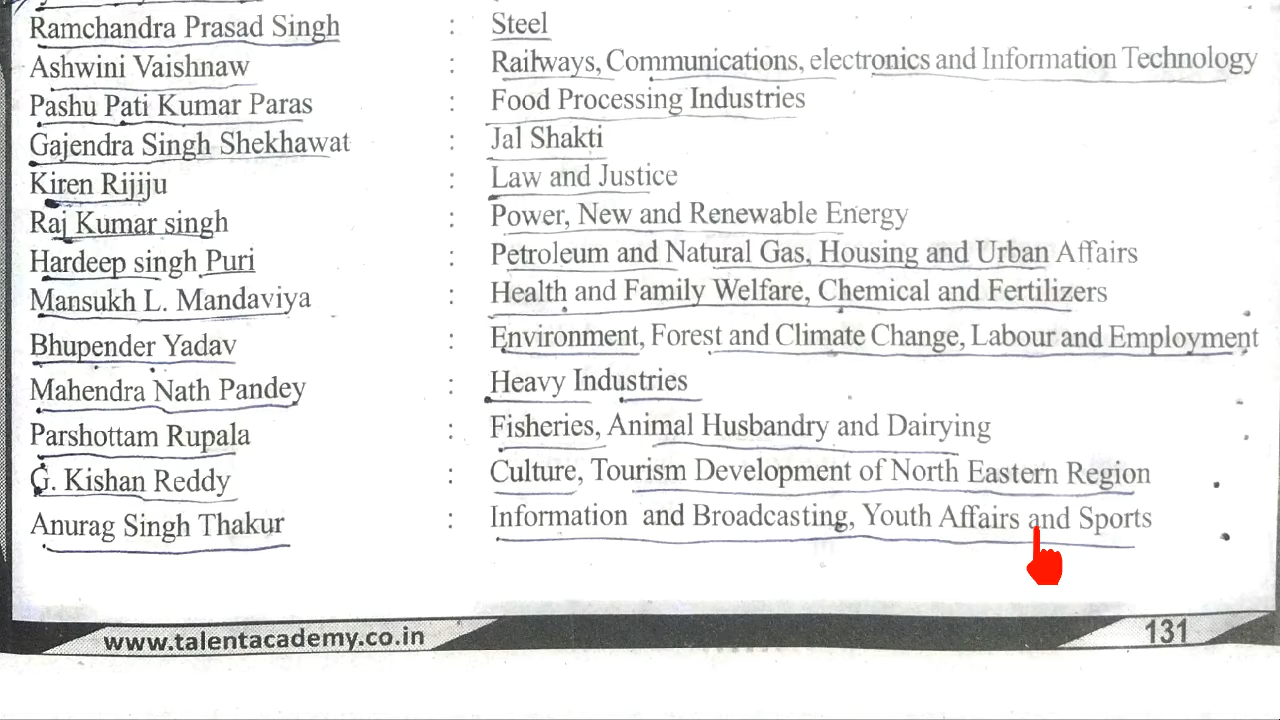 Ramchandra Prasad Singh : Steel
Ashwini Vaishnaw : Railways, Communications, electronics and Information Technology
Pashu Pati Kumar Paras : Food Processing Industries
Gajendra Singh Shekhawat : Jal Shakti
Kiren Rijiju : Law and Justice
Raj Kumar singh : Power, New and Renewable Energy
Hardeep singh Puri : Petroleum and Natural Gas, Housing and Urban Affairs
Mansukh L. Mandaviya : Health and Family Welfare, Chemical and Fertilizers
Bhupender Yadav : Environment, Forest and Climate Change, Labour and Employment
Mahendra Nath Pandey : Heavy Industries
Parshottam Rupala : Fisheries, Animal Husbandry and Dairying
G. Kishan Reddy : Culture, Tourism Development of North Eastern Region
Anurag Singh Thakur : Information and Broadcasting, Youth Affairs and Sports
www.talentacademy.co.in 131